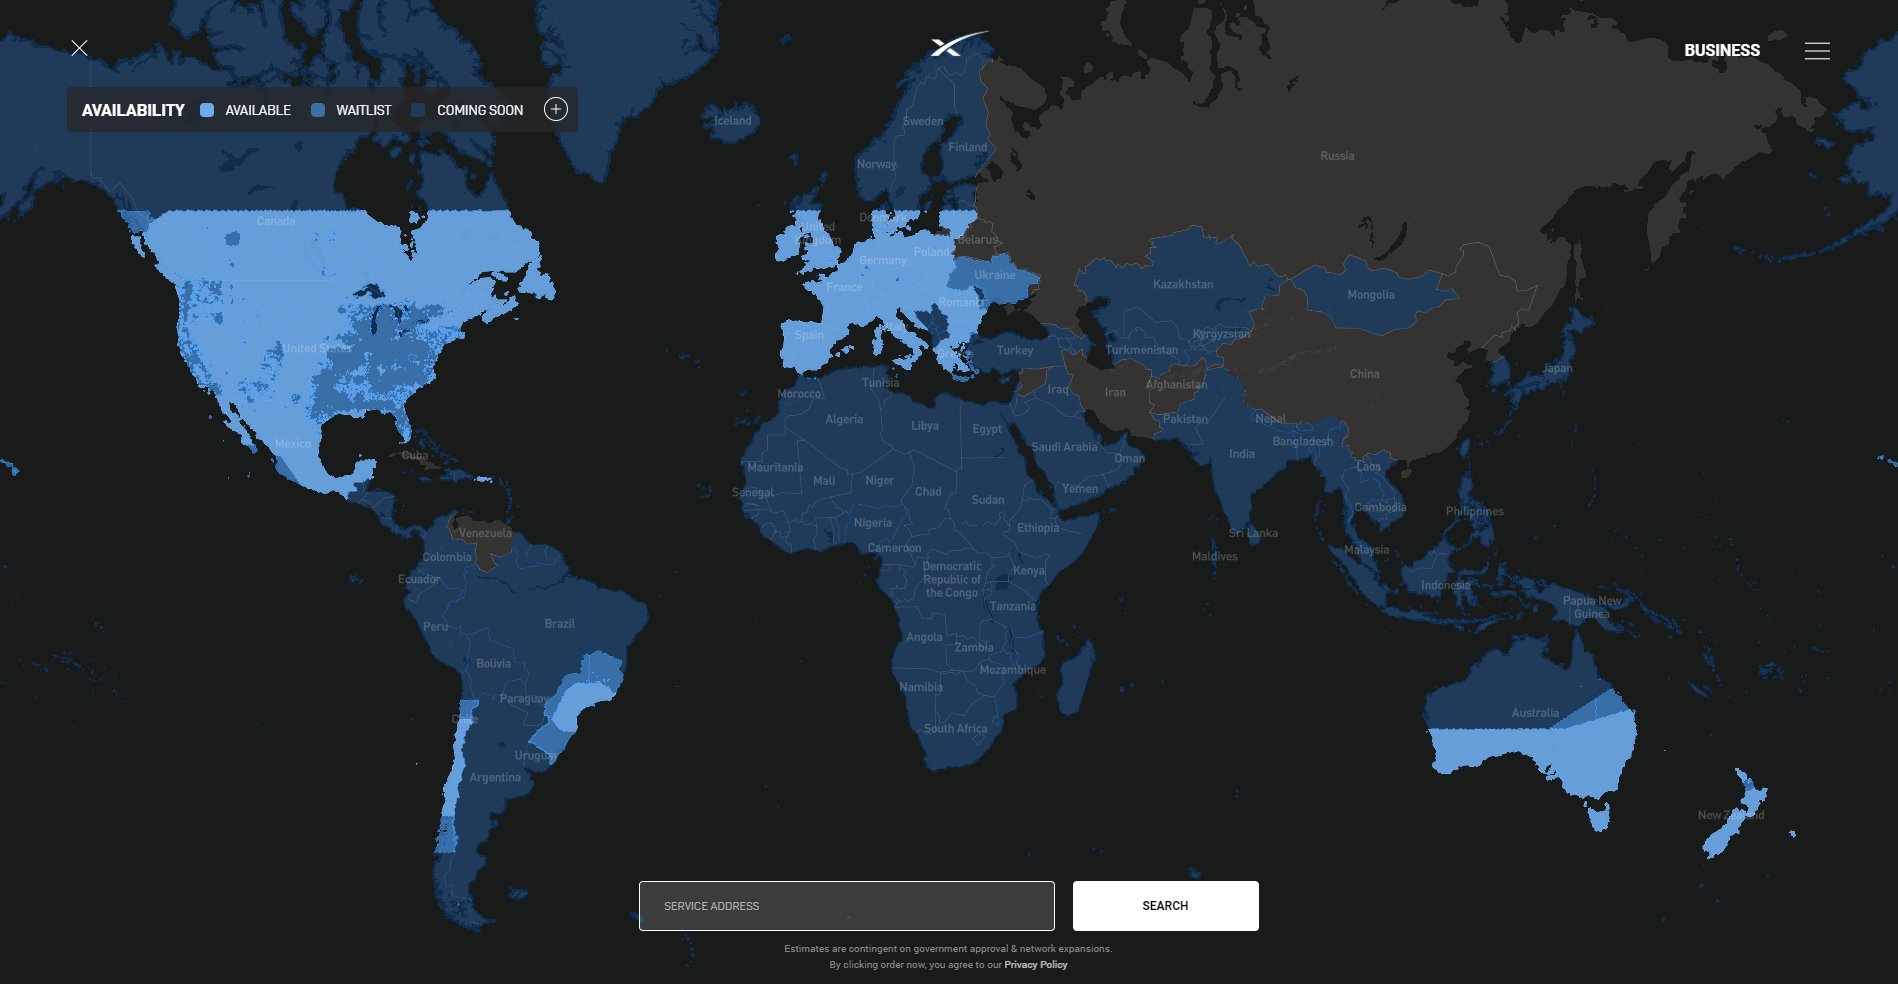 BUSINESS
AVAILABILITY AVAILABLE WAITLIST COMING SOON
Iceland
Sweden
Finland
Norway
Russia
Canada
Denmark
United
Kingdom
Belarus
Poland
Germany
Ukraine
Kazakhstan
France
Mongolia
Romania
Italy
Spain
United States
Kyrgyzstan
Turkey
Turkmenistan
Greece
Japan
China
Tunisia
Afghanistan
Iraq
Iran
Morocco
Algeria
Pakistan
Nepal
Libya
Egypt
Mexico
Bangladesh
Saudi Arabia
India
Cuba
Oman
Laos
Mauritania
Mali
Niger
Yemen
Senegal
Chad
Sudan
Cambodia
Philippines
Nigeria
Ethiopia
Venezuela
Sri Lanka
Cameroon
Malaysia
Colombia
Maldives
Democratic
Republic of
the Congo
Kenya
Ecuador
Indonesia
Tanzania
Papua New
Guinea
Brazil
Peru
Angola
Zambia
Bolivia
Mozambique
Namibia
Paraguay
Australia
Chile
South Africa
Uruguay
Argentina
New Zealand
SERVICE ADDRESS
SEARCH
Estimates are contingent on government approval & network expansions.
By clicking order now, you agree to our Privacy Policy